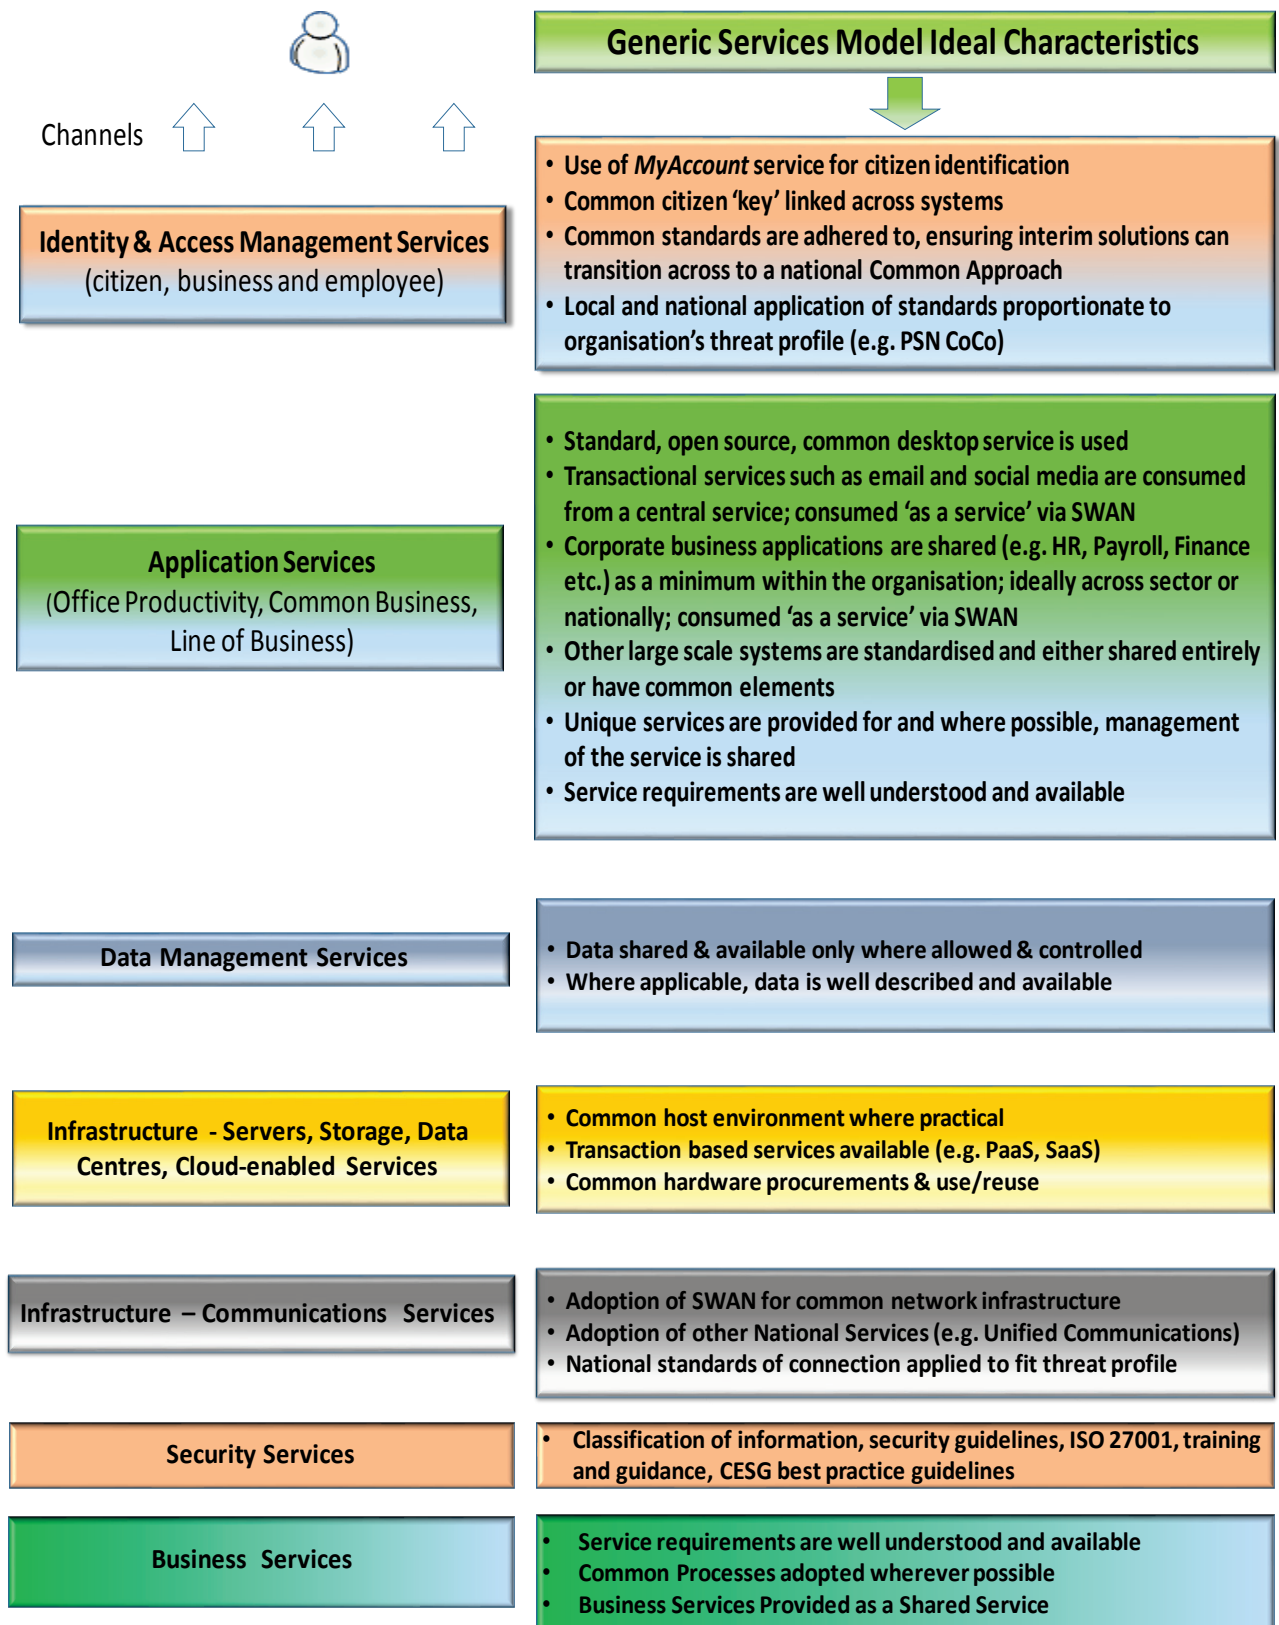 Generic Services Model Ideal Characteristics
Channels
Identity & Access Management Services
(citizen, business and employee)
• Use of MyAccount service for citizen identification
• Common citizen ‘key’ linked across systems
• Common standards are adhered to, ensuring interim solutions can
transition across to a national Common Approach
• Local and national application of standards proportionate to
organisation’s threat profile (e.g. PSN CoCo)
Application Services
(Office Productivity, Common Business,
Line of Business)
• Standard, open source, common desktop service is used
• Transactional services such as email and social media are consumed
from a central service; consumed ‘as a service’ via SWAN
• Corporate business applications are shared (e.g. HR, Payroll, Finance
etc.) as a minimum within the organisation; ideally across sector or
nationally; consumed ‘as a service’ via SWAN
• Other large scale systems are standardised and either shared entirely
or have common elements
• Unique services are provided for and where possible, management
of the service is shared
• Service requirements are well understood and available
Data Management Services
• Data shared & available only where allowed & controlled
• Where applicable, data is well described and available
Infrastructure - Servers, Storage, Data
Centres, Cloud-enabled Services
• Common host environment where practical
• Transaction based services available (e.g. PaaS, SaaS)
• Common hardware procurements & use/reuse
Infrastructure – Communications Services
• Adoption of SWAN for common network infrastructure
• Adoption of other National Services (e.g. Unified Communications)
• National standards of connection applied to fit threat profile
Security Services
• Classification of information, security guidelines, ISO 27001, training
and guidance, CESG best practice guidelines
Business Services
• Service requirements are well understood and available
• Common Processes adopted wherever possible
• Business Services Provided as a Shared Service